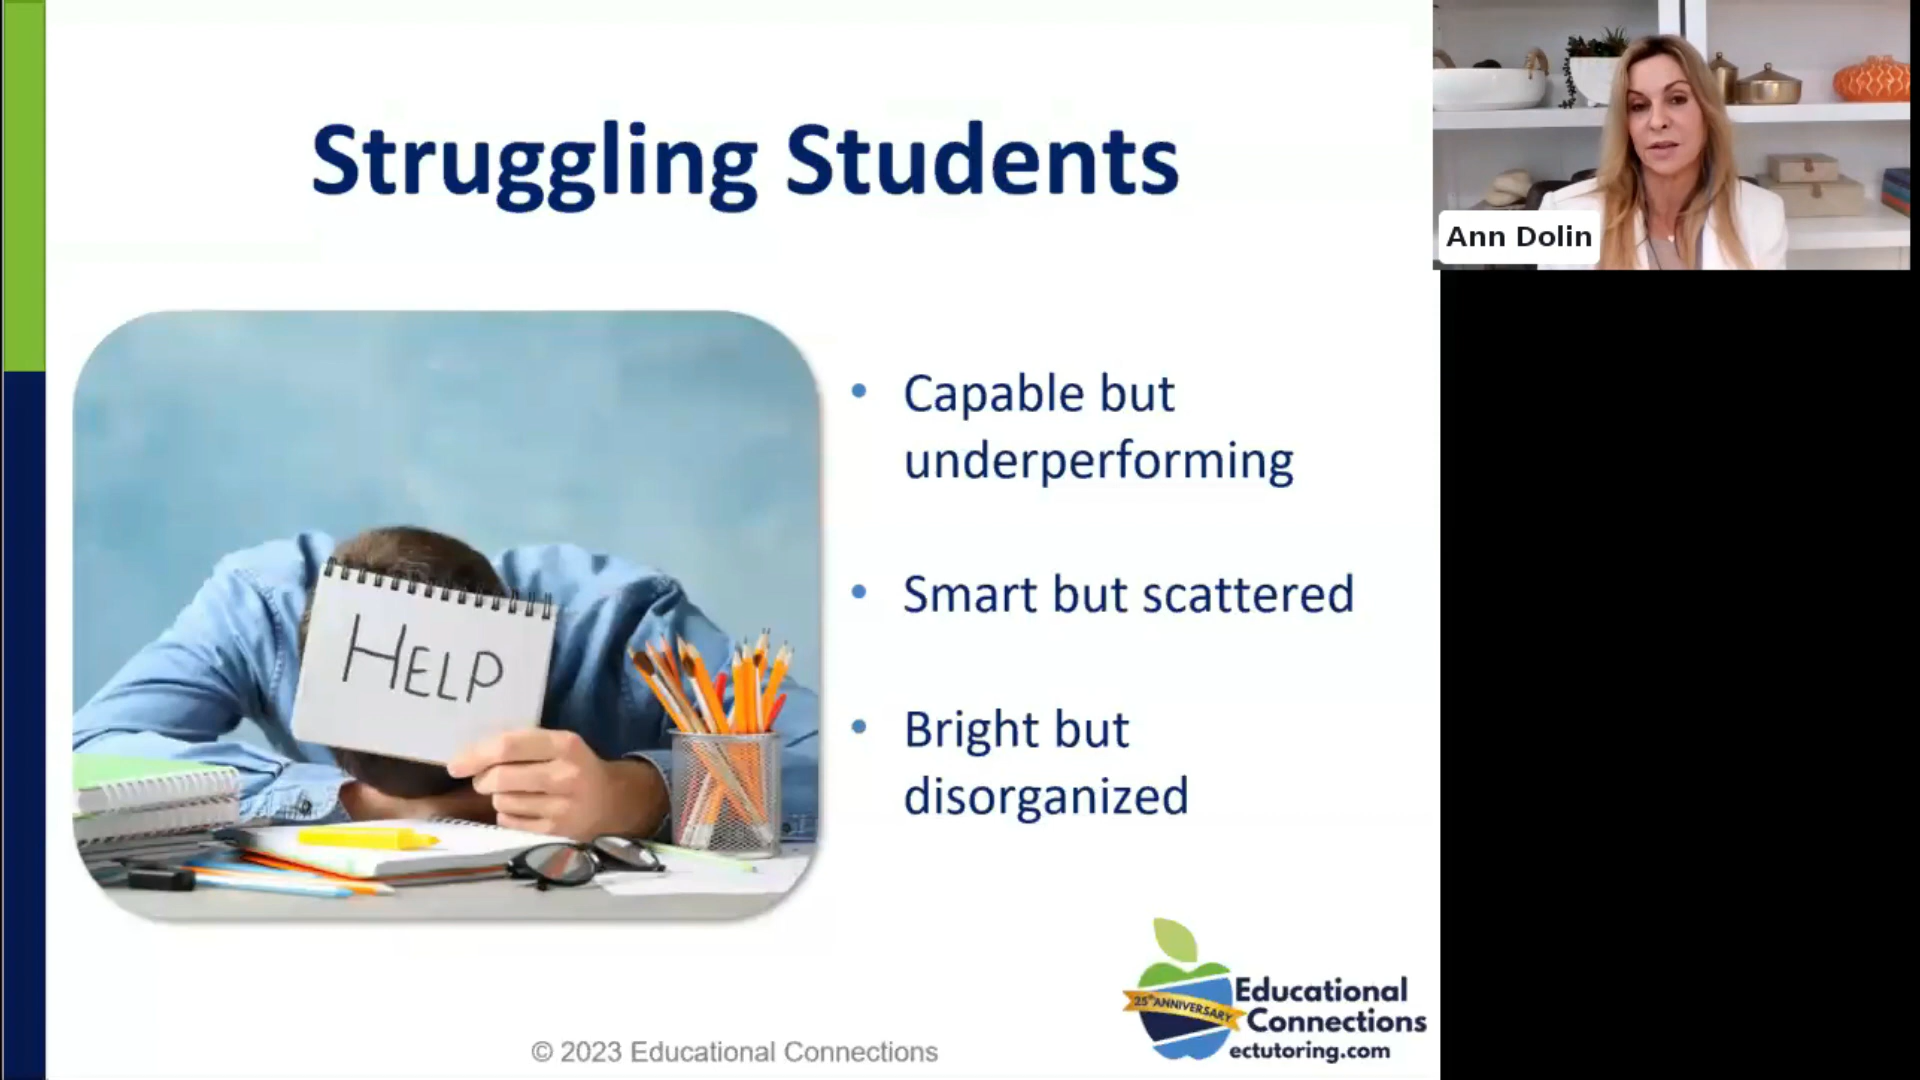 Struggling Students
Ann Dolin
HELP
• Capable but
underperforming
• Smart but scattered
• Bright but
disorganized
25th ANNIVERSARY
Educational
Connections
ectutoring.com
© 2023 Educational Connections